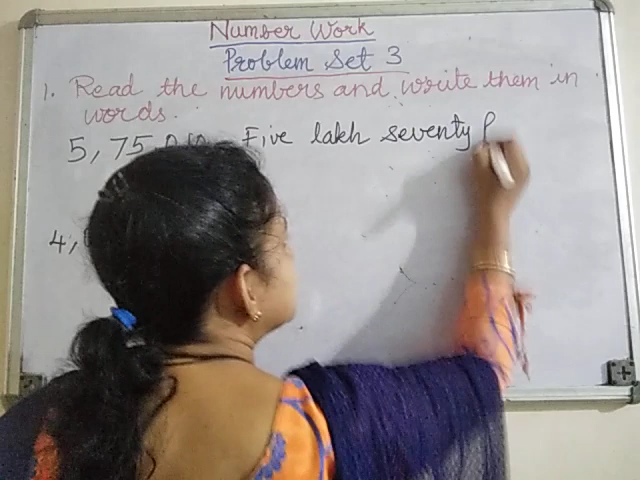 Number Work
Problem Set 3
1. Read the numbers and write them in
words.
5,75, Five lakh seventy f
4,